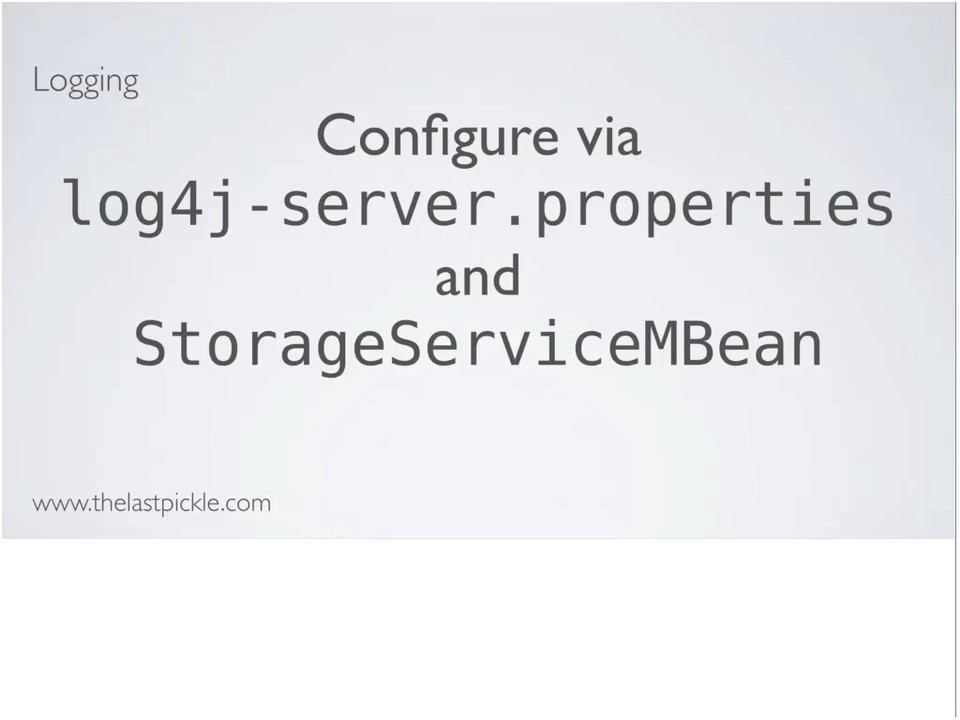 Logging
Configure via
log4j-server.properties
and
StorageServiceMBean
www.thelastpickle.com